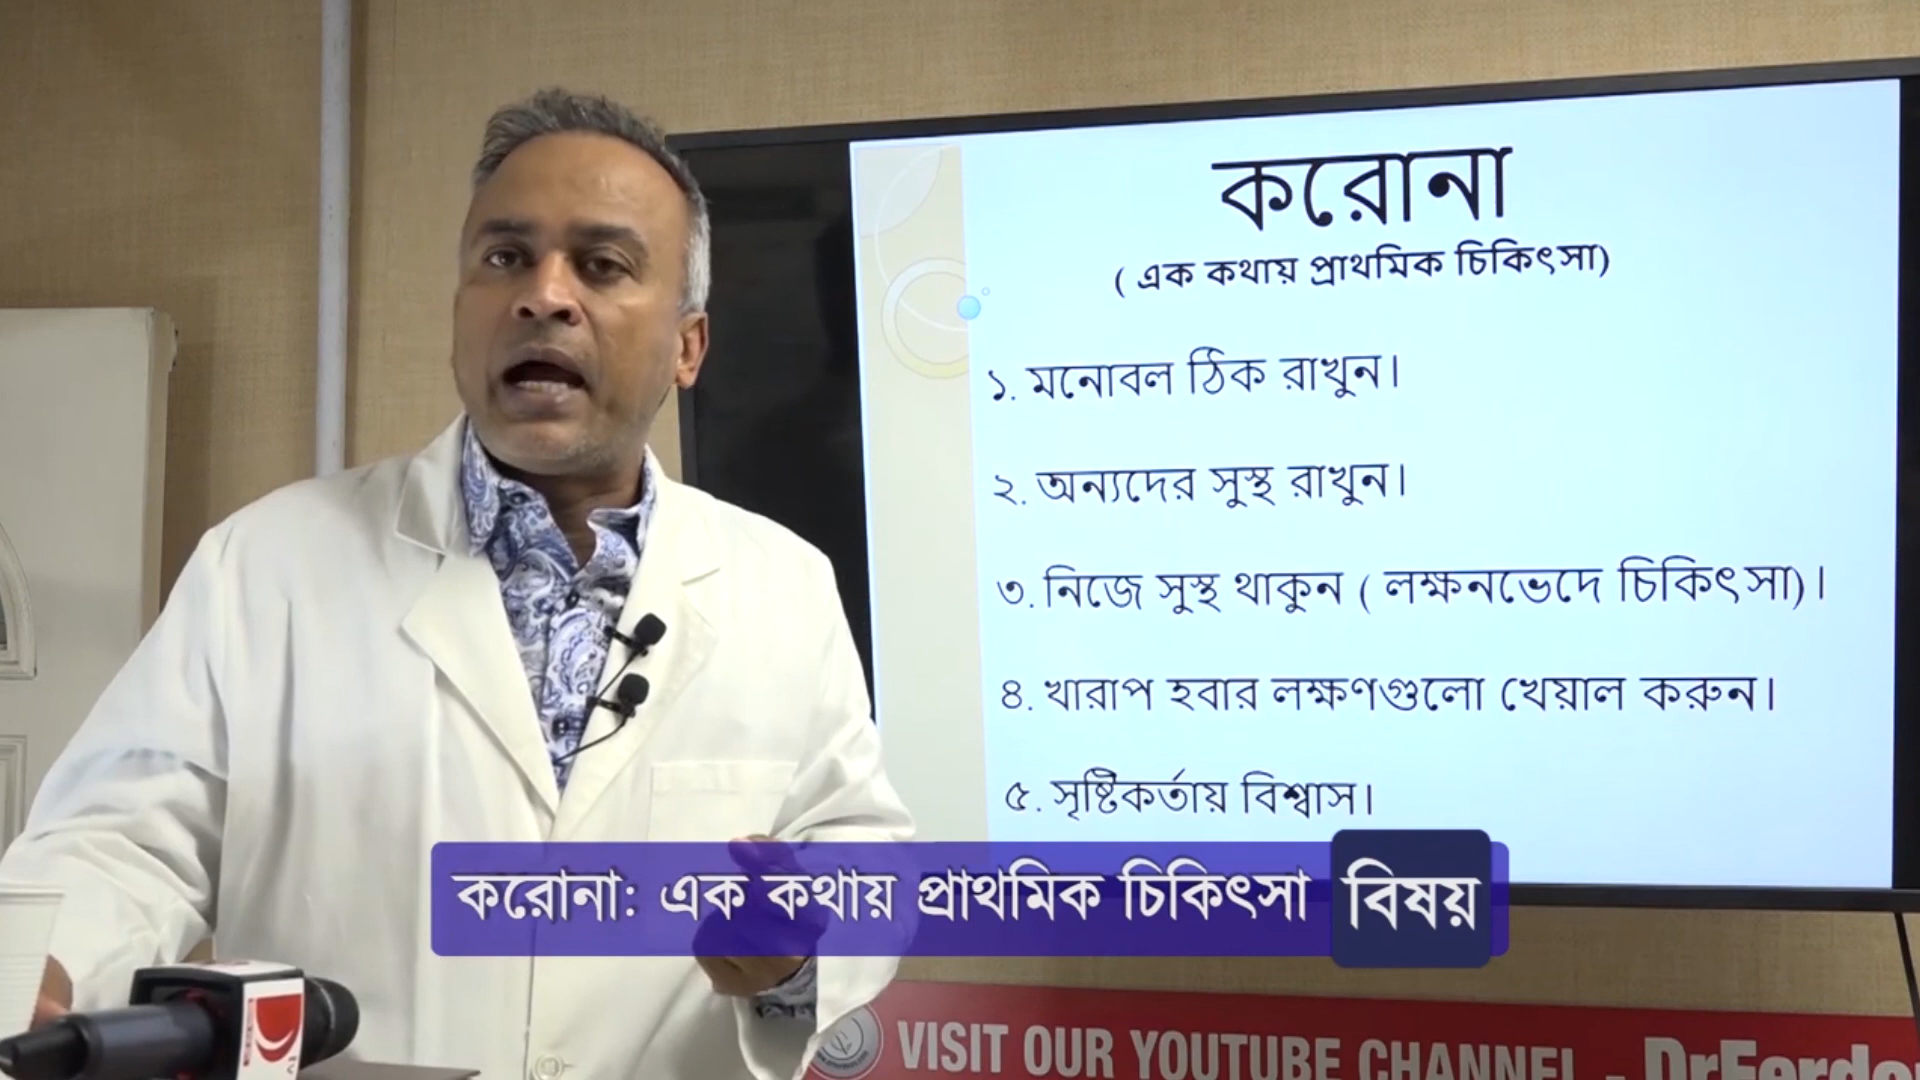 করোনা
( এক কথায় প্রাথমিক চিকিৎসা)
১. মনোবল ঠিক রাখুন।
২. অন্যদের সুস্থ রাখুন।
৩. নিজে সুস্থ থাকুন ( লক্ষনভেদে চিকিৎসা)।
৪. খারাপ হবার লক্ষণগুলো খেয়াল করুন।
৫. সৃষ্টিকর্তায় বিশ্বাস।
করোনা: এক কথায় প্রাথমিক চিকিৎসা বিষয়
VISIT OUR YOUTUBE CHANNEL -